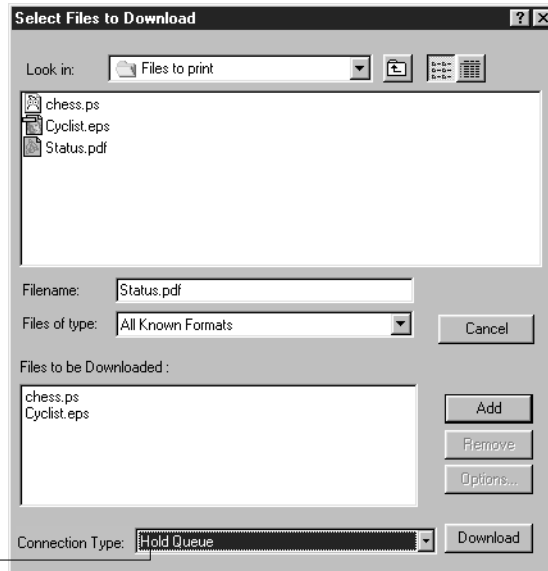 Select Files to Download
Look in: Files to print
chess.ps
Cyclist.eps
Status.pdf
Filename: Status.pdf
Files of type: All Known Formats
Cancel
Files to be Downloaded :
chess.ps
Cyclist.eps
Add
Remove
Options...
Connection Type: Hold Queue
Download